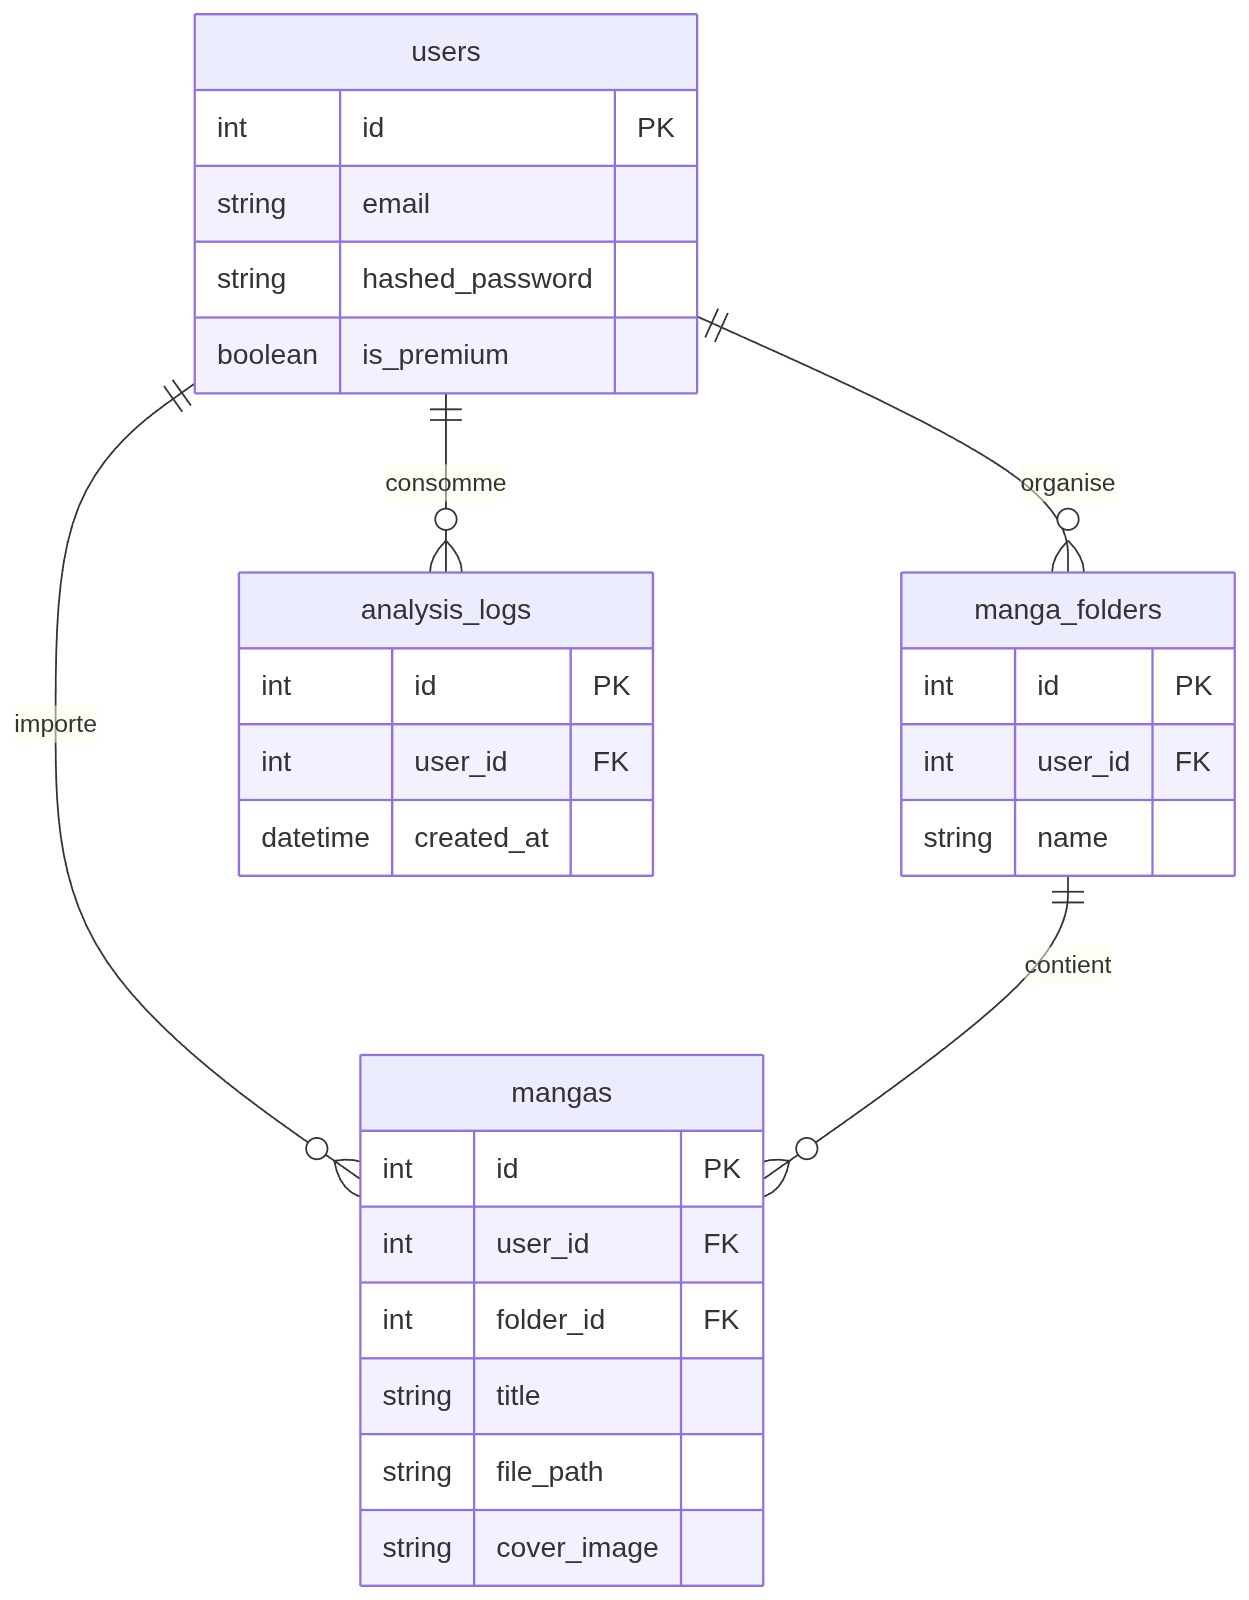 users
int id PK
string email
string hashed_password
boolean is_premium
consomme
organise
importe
analysis_logs
int id PK
int user_id FK
datetime created_at
manga_folders
int id PK
int user_id FK
string name
contient
mangas
int id PK
int user_id FK
int folder_id FK
string title
string file_path
string cover_image